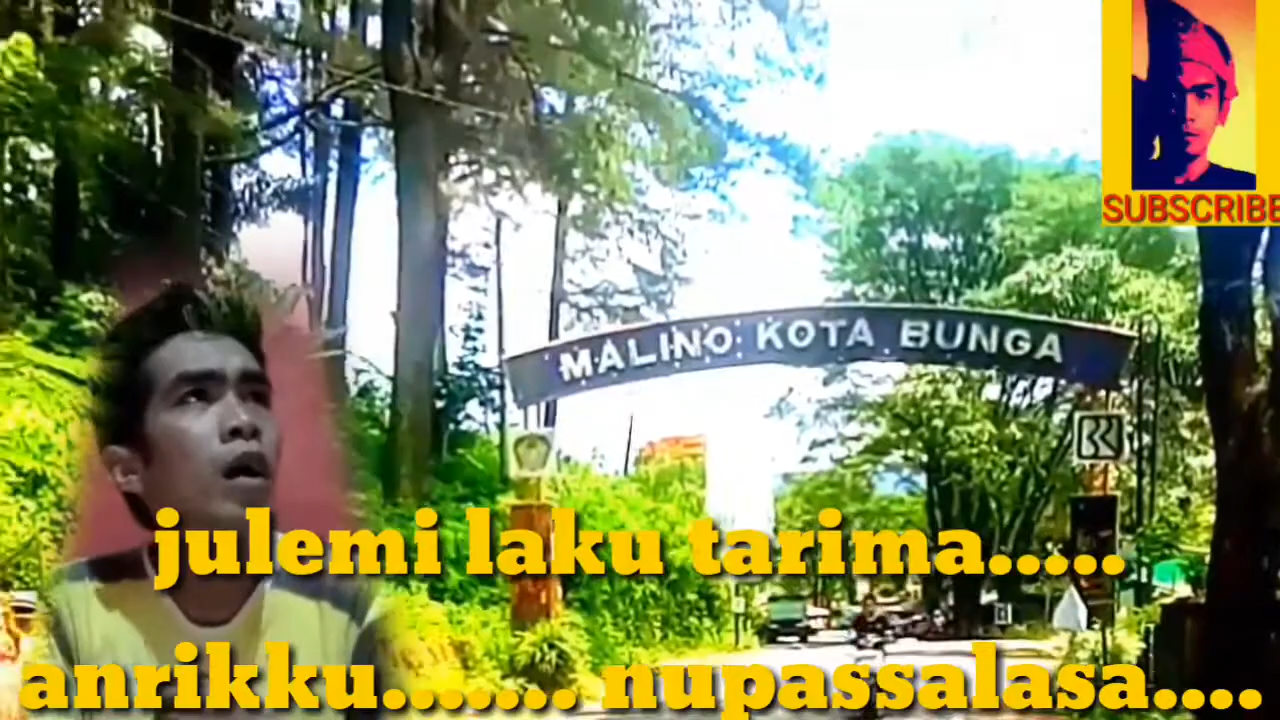 SUBSCRIBE
MALINO KOTA BUNGA
julemi laku tarima.....
anrikku....... nupassalasa....